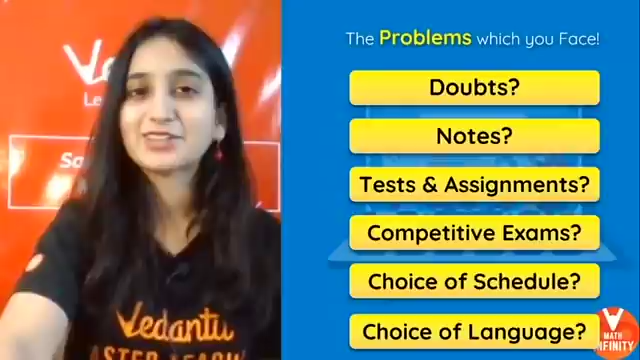 The Problems which you Face!
Doubts?
Notes?
Tests & Assignments?
Competitive Exams?
Choice of Schedule?
Choice of Language?
Vedantu
MATH